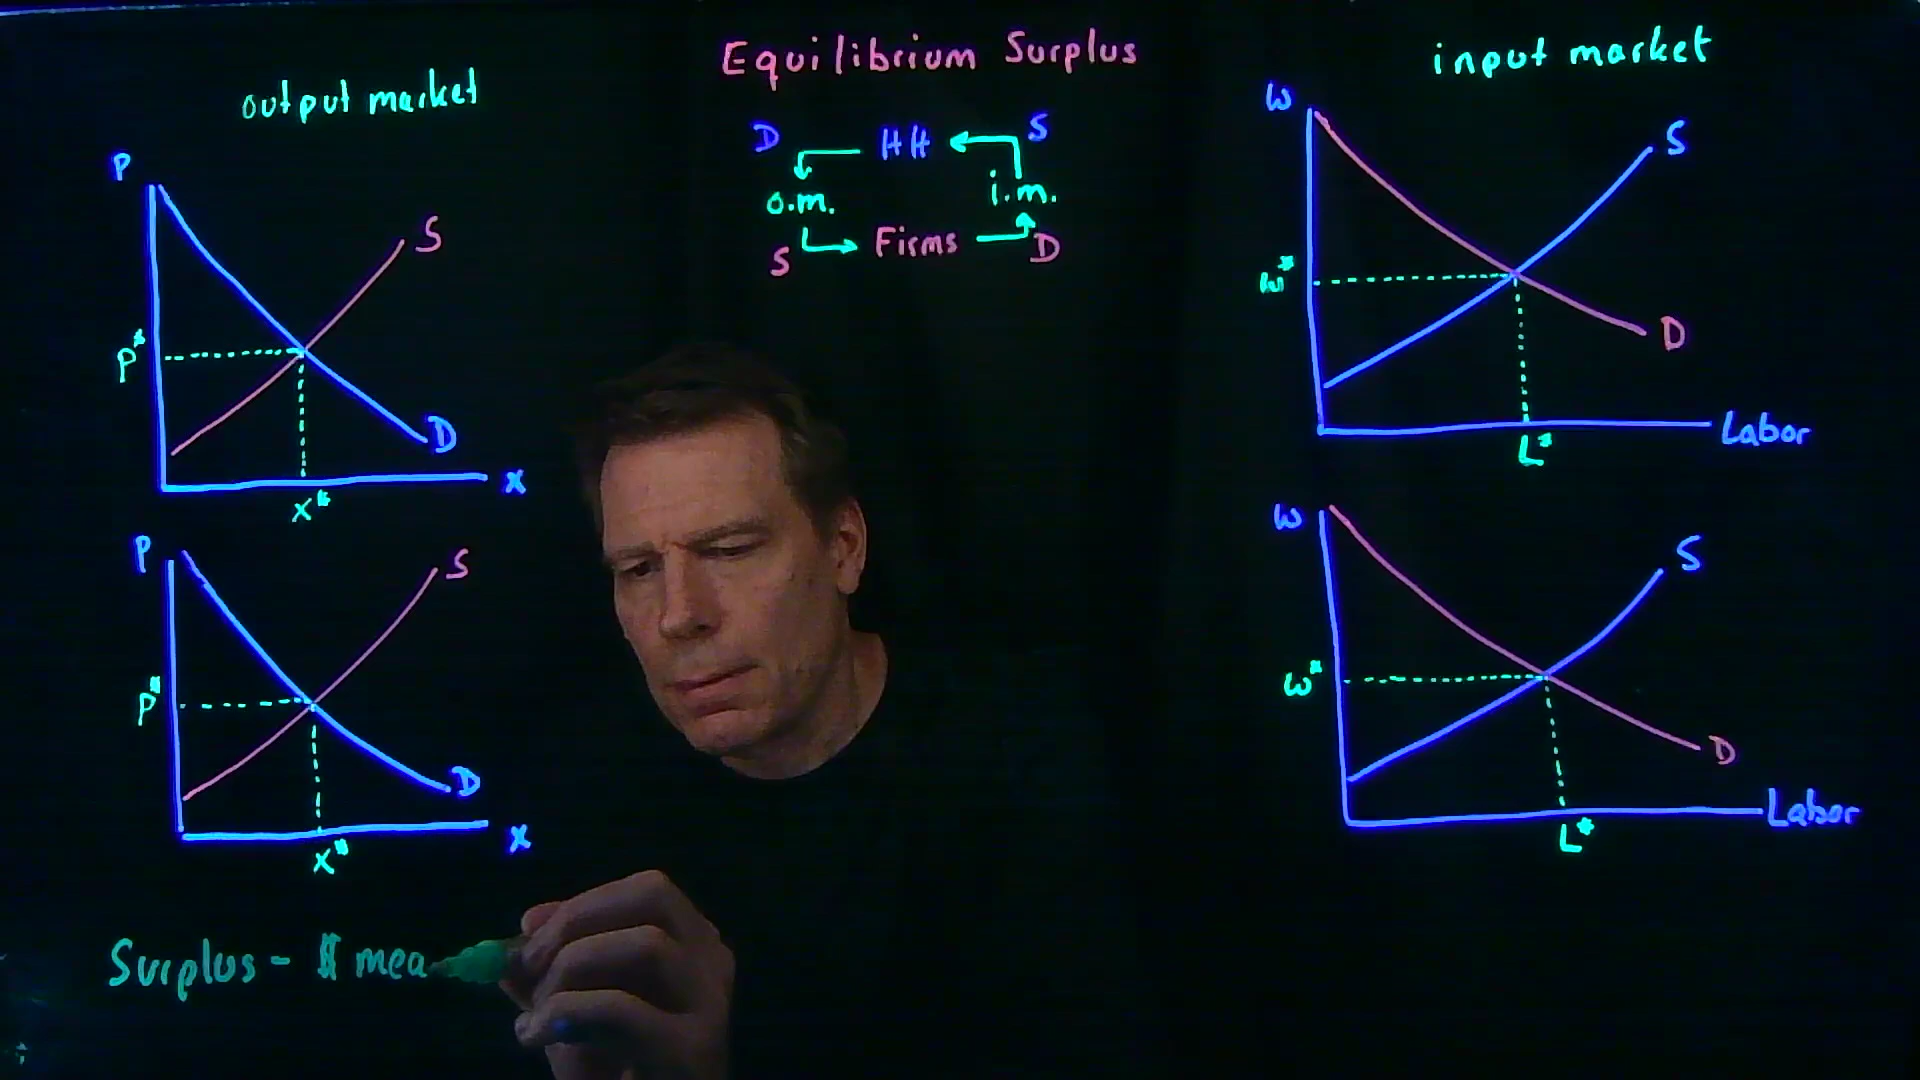 Equilibrium Surplus
output market
input market
D HH S
o.m. i.m.
S Firms D
P
S
P*
D
X*
X
P
S
P*
D
X*
X
W
S
W*
D
L*
Labor
W
S
W*
D
L*
Labor
Surplus - $ mea